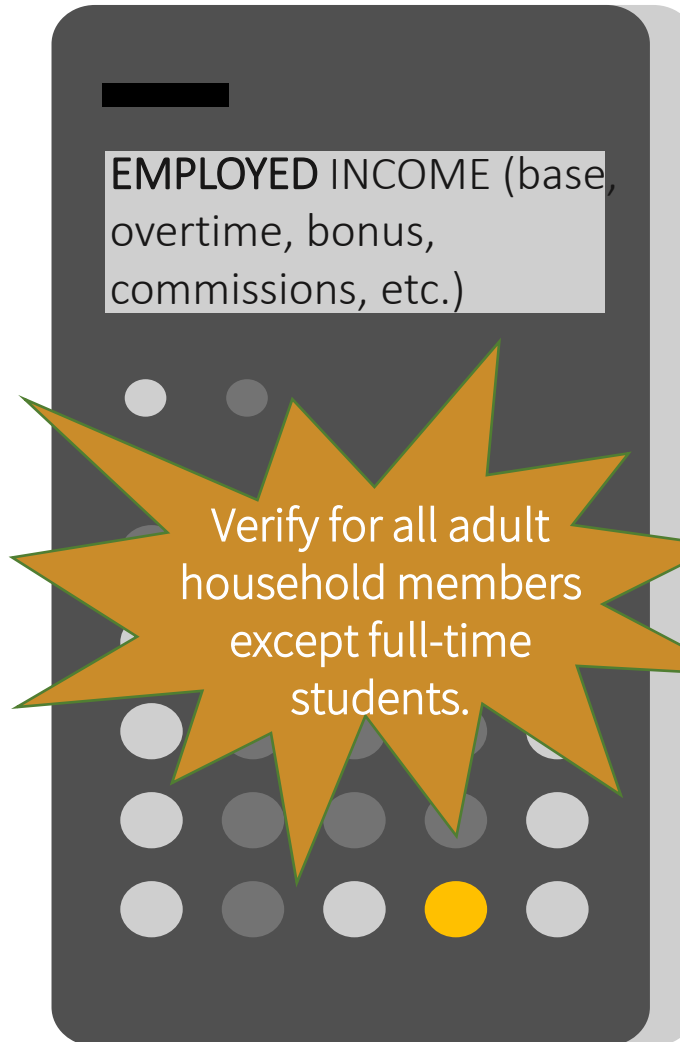 EMPLOYED INCOME (base,
overtime, bonus,
commissions, etc.)
Verify for all adult
household members
except full-time
students.